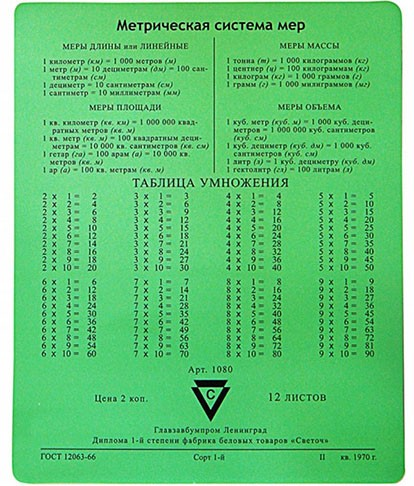 Метрическая система мер
МЕРЫ ДЛИНЫ или ЛИНЕЙНЫЕ
1 километр (км) = 1 000 метров (м)
1 метр (м) = 10 дециметрам (дм) = 100 сан-
тиметрам (см)
1 дециметр = 10 сантиметрам (см)
1 сантиметр = 10 миллиметрам (мм)
МЕРЫ МАССЫ
1 тонна (т) = 1 000 килограммов (кг)
1 центнер (ц) = 1 000 килограммов (кг)
1 килограм (кг) = 1 000 граммов (г)
1 грамм (г) = 1 000 милиграммов (мг)
МЕРЫ ПЛОЩАДИ
1 кв. километр (кв. км) = 1 000 000 квад-
ратных метров (кв. м)
1 кв. метр (кв. м) = 100 квадратным деци-
метрам = 10 000 кв. сантиметров (кв. см)
1 гетар (га) = 100 арам (а) = 10 000 кв.
метров (кв. м)
1 ар (а) = 100 кв. метрам (кв. м)
МЕРЫ ОБЪЕМА
1 куб. метр (куб. м) = 1 000 куб. деци-
метров = 1 000 000 куб. сантиметров
(куб. см)
1 куб. дециметр (куб. дм) = 1 000 куб.
сантиметров (куб. см)
1 литр (л) = 1 куб. дециметру (куб. дм)
1 гектолитр (гл) = 100 литрам (л)
ТАБЛИЦА УМНОЖЕНИЯ
2 x 1 = 2 3 x 1 = 3 4 x 1 = 4 5 x 1 = 5
2 x 2 = 4 3 x 2 = 6 4 x 2 = 8 5 x 2 = 10
2 x 3 = 6 3 x 3 = 9 4 x 3 = 12 5 x 3 = 15
2 x 4 = 8 3 x 4 = 12 4 x 4 = 16 5 x 4 = 20
2 x 5 = 10 3 x 5 = 15 4 x 5 = 20 5 x 5 = 25
2 x 6 = 12 3 x 6 = 18 4 x 6 = 24 5 x 6 = 30
2 x 7 = 14 3 x 7 = 21 4 x 7 = 28 5 x 7 = 35
2 x 8 = 16 3 x 8 = 24 4 x 8 = 32 5 x 8 = 40
2 x 9 = 18 3 x 9 = 27 4 x 9 = 36 5 x 9 = 45
2 x 10 = 20 3 x 10 = 30 4 x 10 = 40 5 x 10 = 50
6 x 1 = 6 7 x 1 = 7 8 x 1 = 8 9 x 1 = 9
6 x 2 = 12 7 x 2 = 14 8 x 2 = 16 9 x 2 = 18
6 x 3 = 18 7 x 3 = 21 8 x 3 = 24 9 x 3 = 27
6 x 4 = 24 7 x 4 = 28 8 x 4 = 32 9 x 4 = 36
6 x 5 = 30 7 x 5 = 35 8 x 5 = 40 9 x 5 = 45
6 x 6 = 36 7 x 6 = 42 8 x 6 = 48 9 x 6 = 54
6 x 7 = 42 7 x 7 = 49 8 x 7 = 56 9 x 7 = 63
6 x 8 = 48 7 x 8 = 56 8 x 8 = 64 9 x 8 = 72
6 x 9 = 54 7 x 9 = 63 8 x 9 = 72 9 x 9 = 81
6 x 10 = 60 7 x 10 = 70 8 x 10 = 80 9 x 10 = 90
Арт. 1080
Цена 2 коп. С 12 ЛИСТОВ
Главзавбумпром Ленинград
Диплома 1-й степени фабрика беловых товаров «Светоч»
ГОСТ 12063-66 Сорт 1-й II кв. 1970 г.